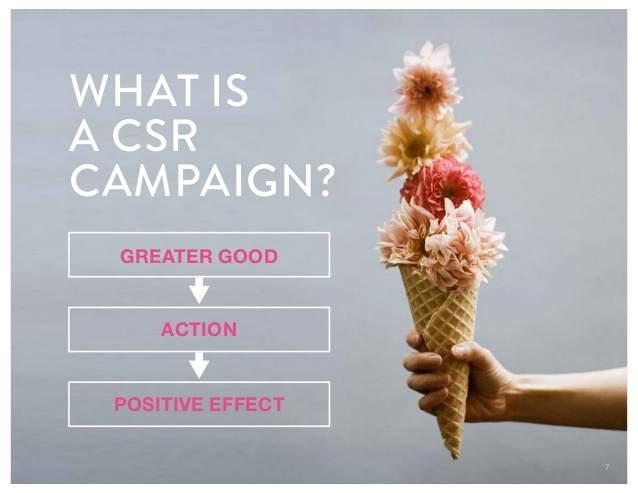 WHAT IS
A CSR
CAMPAIGN?
GREATER GOOD
ACTION
POSITIVE EFFECT
7